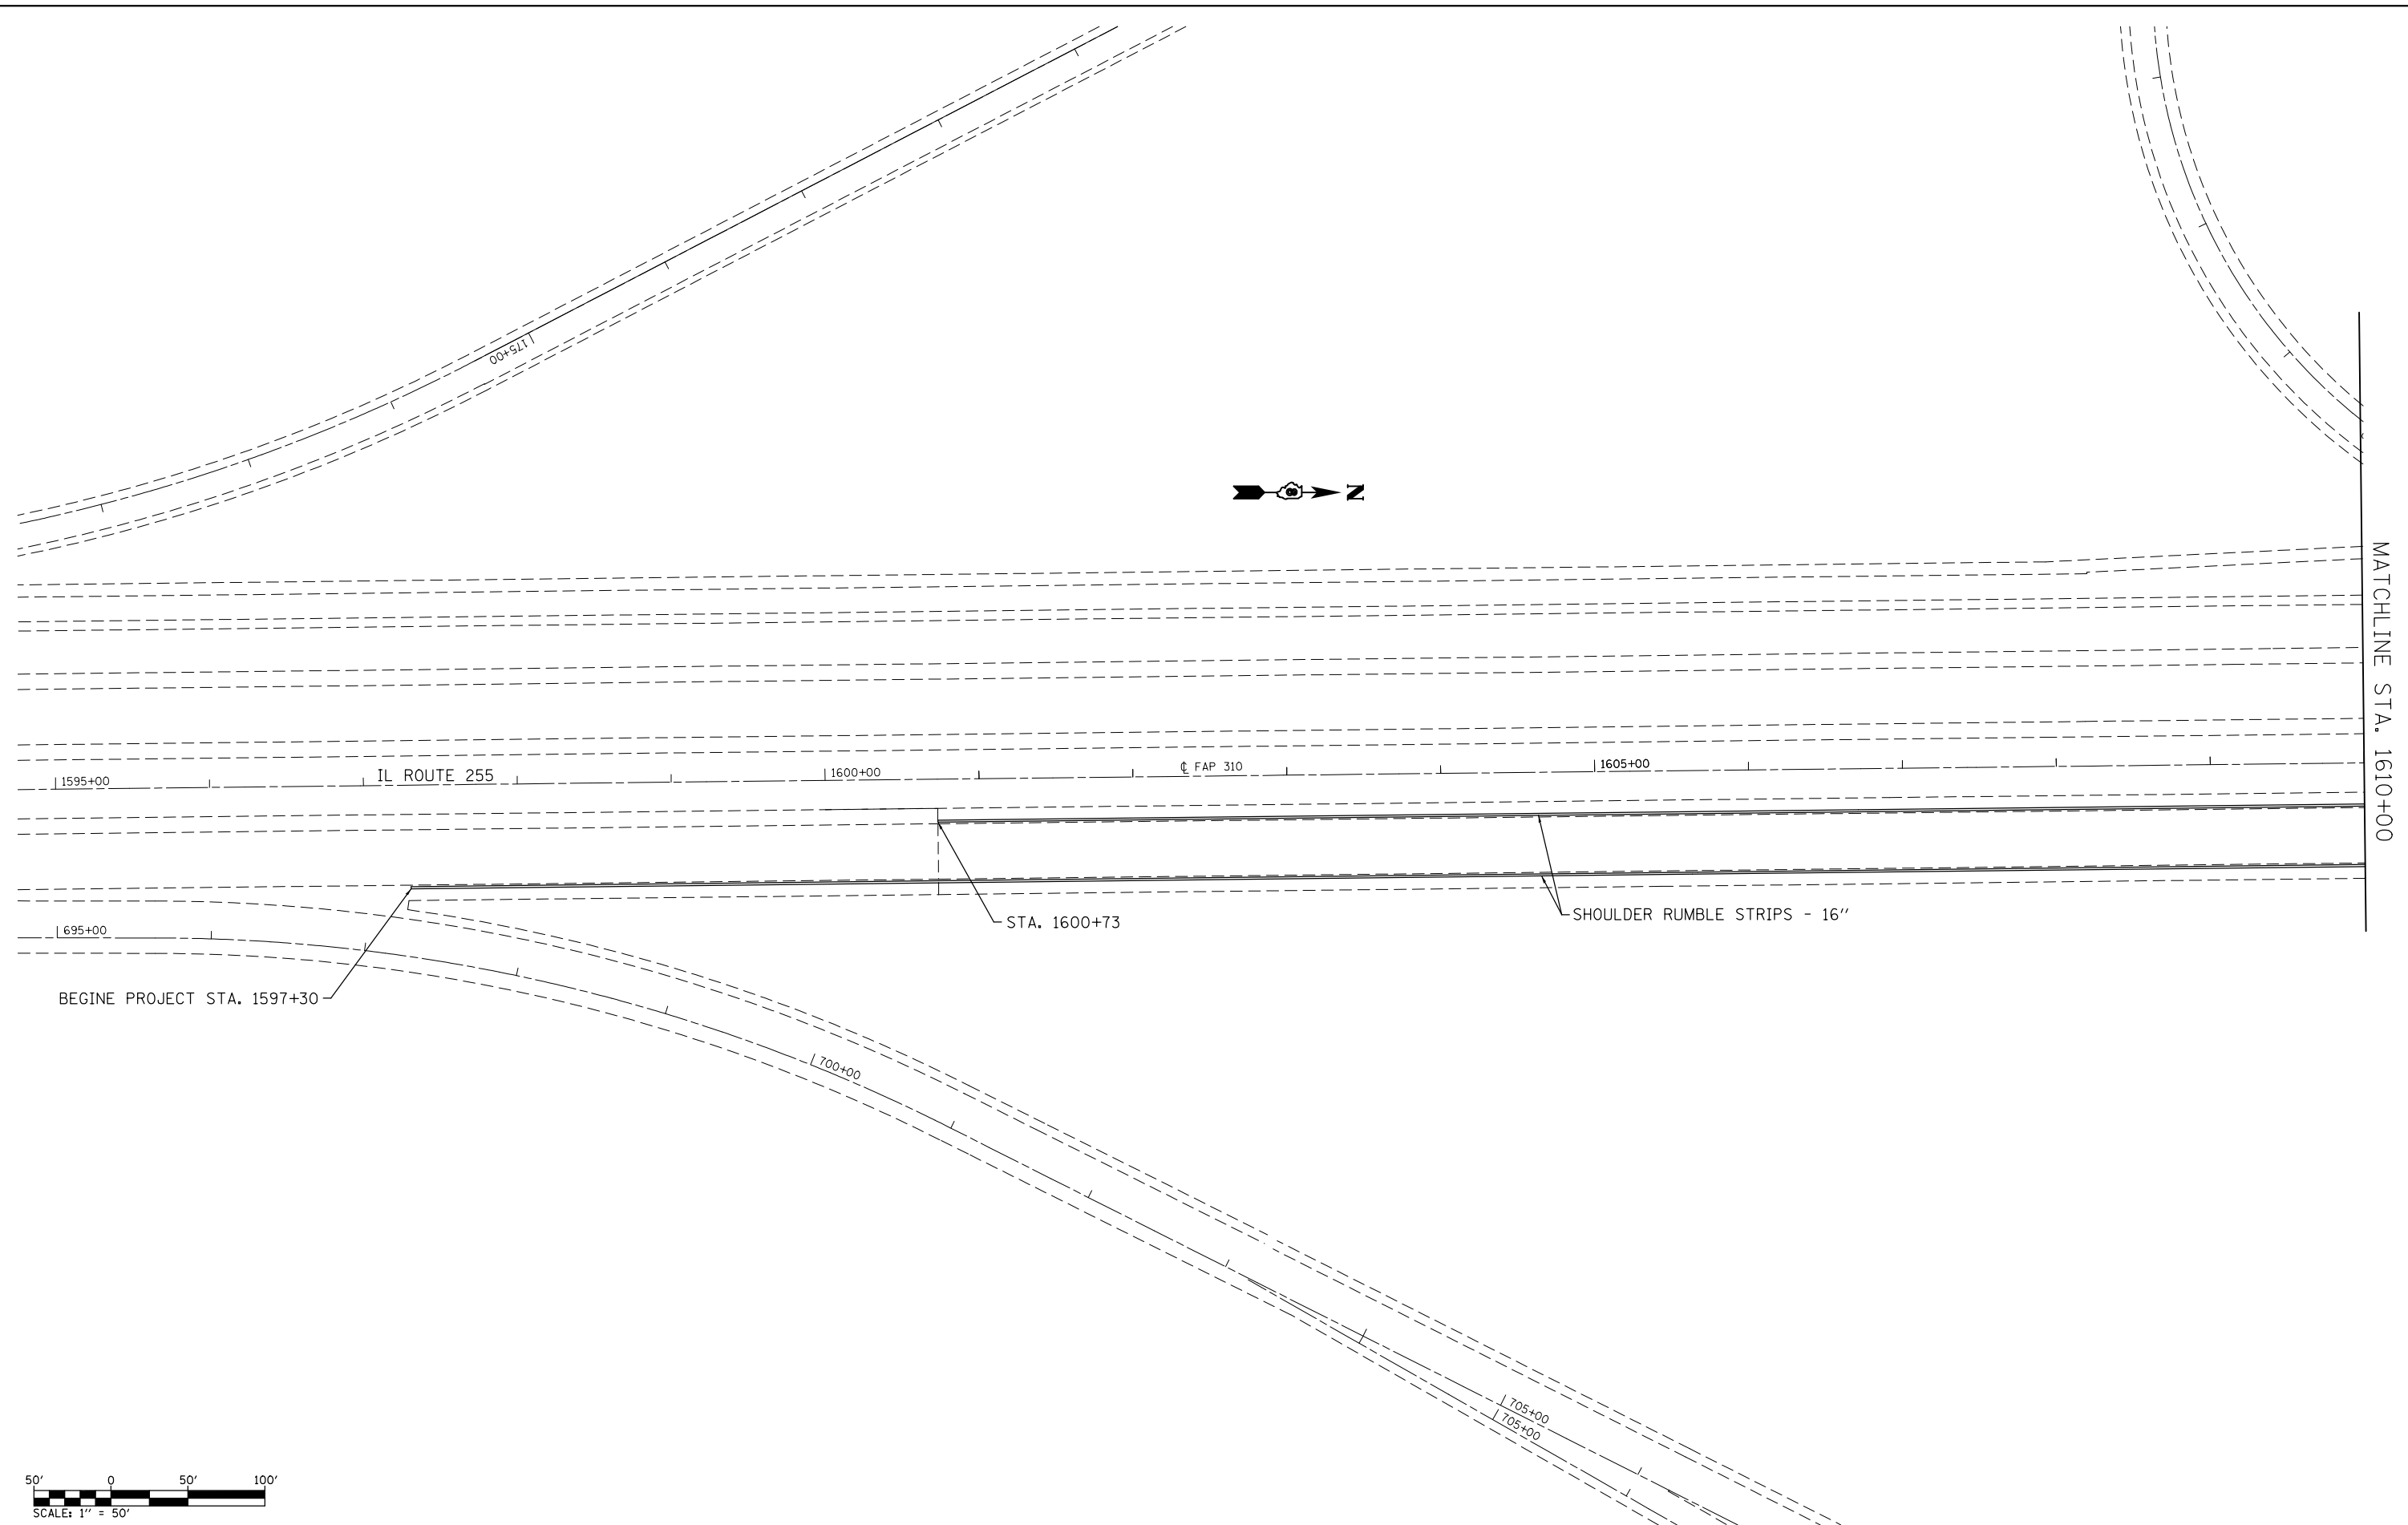 175+00
N
MATCHLINE STA. 1610+00
℄ FAP 310
1605+00
1600+00
IL ROUTE 255
1595+00
SHOULDER RUMBLE STRIPS - 16"
STA. 1600+73
695+00
BEGINE PROJECT STA. 1597+30
700+00
705+00
705+00
50' 0 50' 100'
SCALE: 1" = 50'